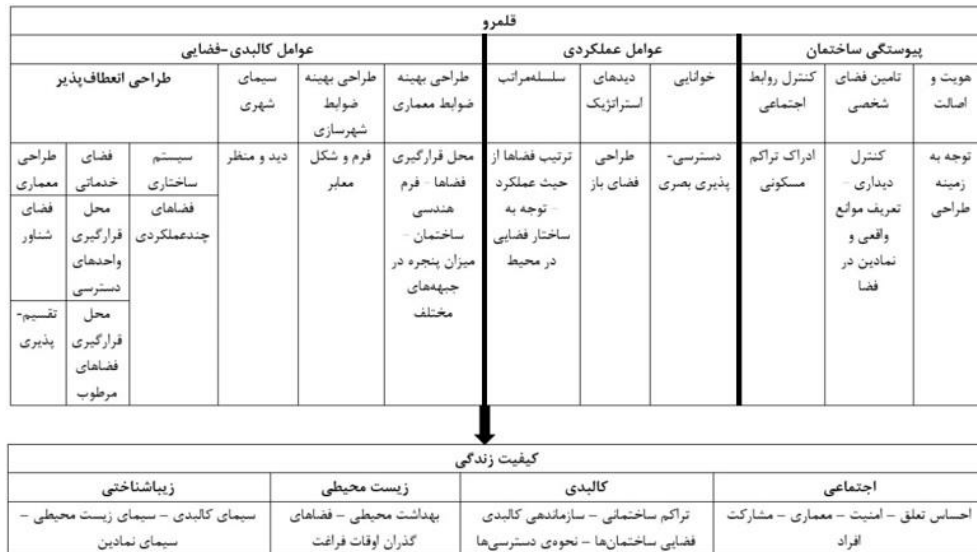 قلمرو
پیوستگی ساختمان
عوامل عملکردی
عوامل کالبدی-فضایی
هویت و
اصالت
تامین فضای
شخصی
کنترل روابط
اجتماعی
خوانایی
دیدهای
استراتژیک
سلسله‌مراتب
طراحی بهینه
ضوابط معماری
طراحی بهینه
ضوابط
شهرسازی
سیمای
شهری
طراحی انعطاف‌پذیر
توجه به
زمینه
طراحی
کنترل
دیداری –
تعریف موانع
واقعی و
نمادین در
فضا
ادراک تراکم
مسکونی
دسترسی-
پذیری بصری
طراحی
فضای باز
ترتیب فضاها از
حیث عملکرد
– توجه به
ساختار فضایی
در محیط
محل قرارگیری
فضاها – فرم
هندسی
ساختمان –
میزان پنجره در
جبهه‌های
مختلف
فرم و شکل
معابر
دید و منظر
سیستم
ساختاری
فضاهای
چندعملکردی
فضای
خدماتی
محل
قرارگیری
واحدهای
دسترسی
محل
قرارگیری
فضاهای
مرطوب
طراحی
معماری
فضای
شناور
تقسیم-
پذیری
کیفیت زندگی
اجتماعی
کالبدی
زیست محیطی
زیباشناختی
احساس تعلق – امنیت – معماری – مشارکت
افراد
تراکم ساختمانی – سازماندهی کالبدی
فضایی ساختمان‌ها – نحوه‌ی دسترسی‌ها
بهداشت محیطی – فضاهای
گذران اوقات فراغت
سیمای کالبدی – سیمای زیست محیطی –
سیمای نمادین